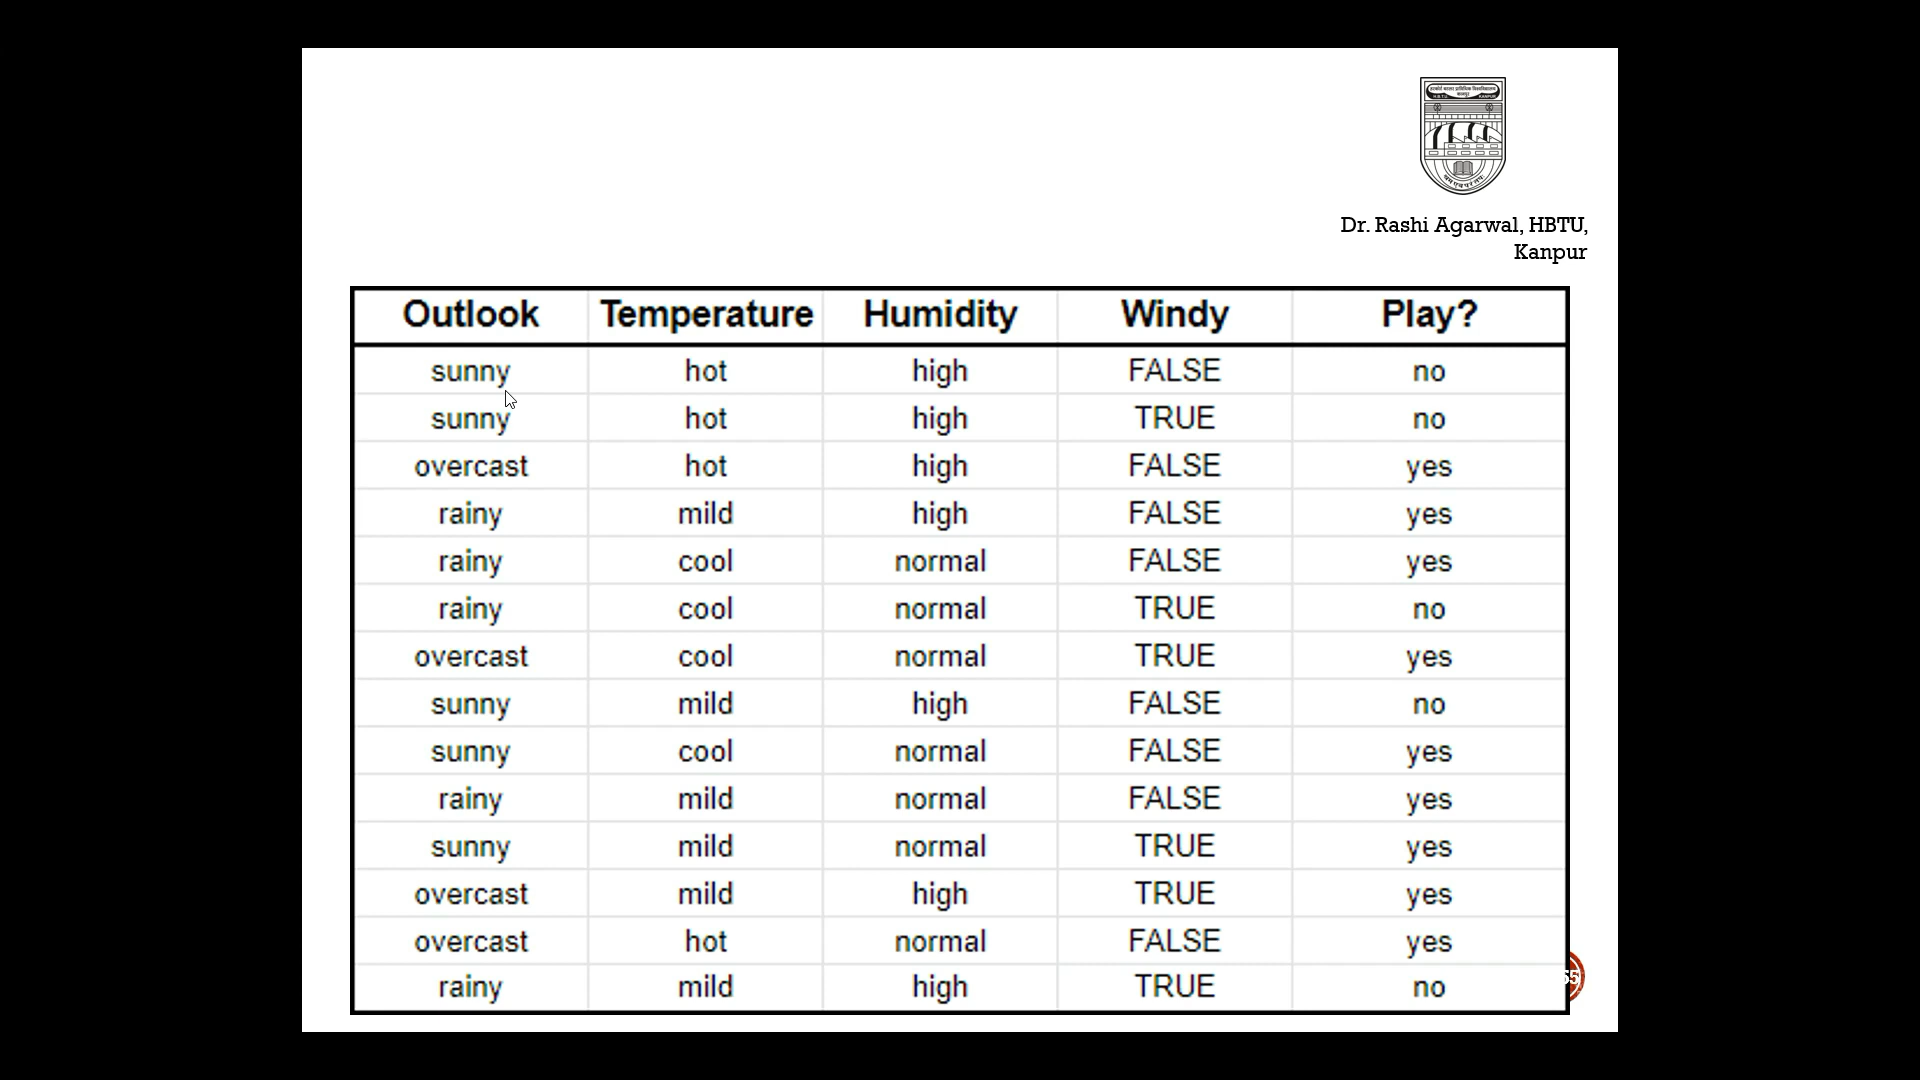 Dr. Rashi Agarwal, HBTU,
Kanpur
Outlook Temperature Humidity Windy Play?
sunny hot high FALSE no
sunny hot high TRUE no
overcast hot high FALSE yes
rainy mild high FALSE yes
rainy cool normal FALSE yes
rainy cool normal TRUE no
overcast cool normal TRUE yes
sunny mild high FALSE no
sunny cool normal FALSE yes
rainy mild normal FALSE yes
sunny mild normal TRUE yes
overcast mild high TRUE yes
overcast hot normal FALSE yes
rainy mild high TRUE no